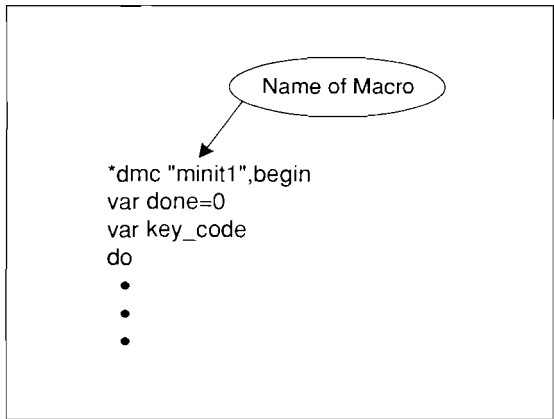 Name of Macro
*dmc "minit1",begin
var done=0
var key_code
do
•
•
•